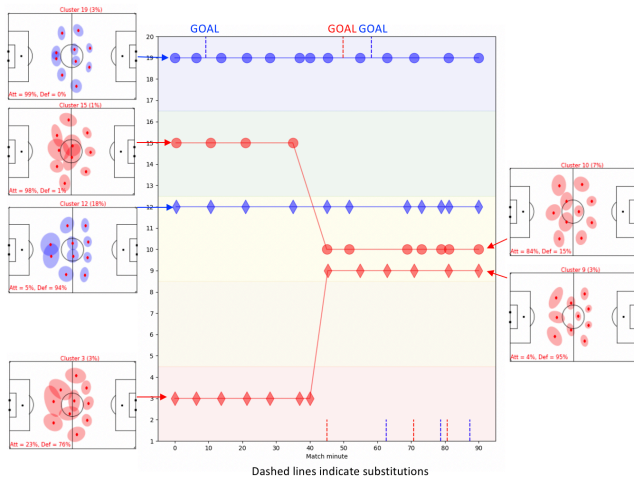 GOAL
GOAL GOAL
Cluster 19 (3%)
Att = 99%, Def = 0%
Cluster 15 (1%)
Att = 98%, Def = 1%
Cluster 12 (18%)
Att = 5%, Def = 94%
Cluster 3 (3%)
Att = 23%, Def = 76%
20
19
18
17
16
15
14
13
12
11
10
9
8
7
6
5
4
3
2
1
0 10 20 30 40 50 60 70 80 90
Match minute
Dashed lines indicate substitutions
Cluster 10 (7%)
Att = 84%, Def = 15%
Cluster 9 (3%)
Att = 4%, Def = 95%